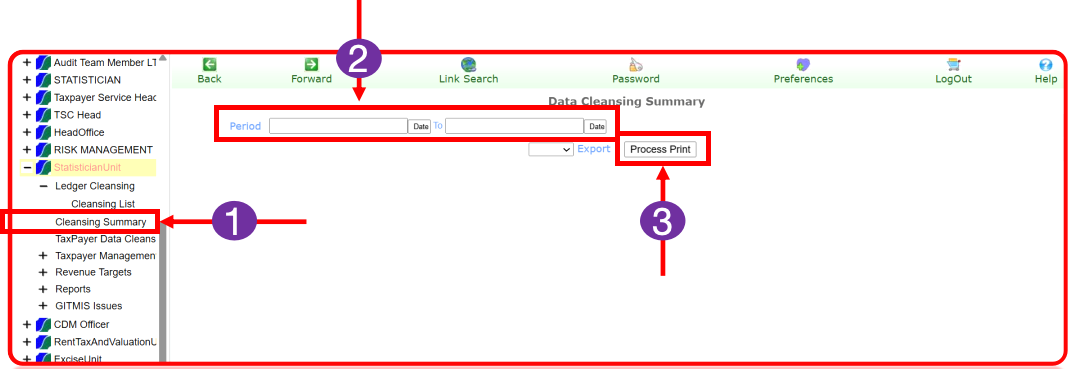 Audit Team Member LT
STATISTICIAN
Taxpayer Service Head
TSC Head
HeadOffice
RISK MANAGEMENT
StatisticianUnit
Ledger Cleansing
Cleansing List
Cleansing Summary
TaxPayer Data Cleans
Taxpayer Managemen
Revenue Targets
Reports
GITMIS Issues
CDM Officer
RentTaxAndValuationU
ExciseUnit
1
2
Back Forward Link Search Password Preferences LogOut Help
Data Cleansing Summary
Period Date To Date
Export Process Print
3